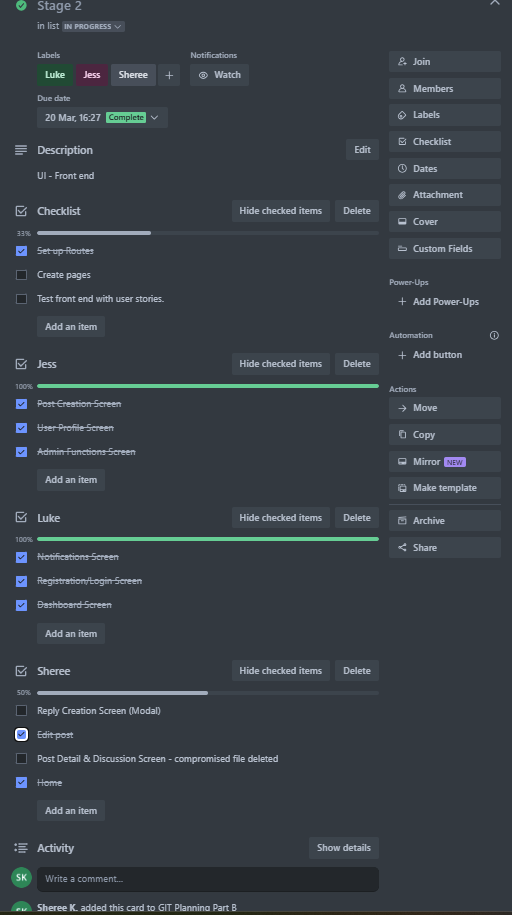 Stage 2
in list IN PROGRESS
Labels
Notifications
Luke Jess Sheree
Watch
Due date
20 Mar, 16:27 Complete
Description
Edit
UI - Front end
Checklist
Hide checked items
Delete
33%
Set up Routes
Create pages
Test front end with user stories.
Add an item
Jess
Hide checked items
Delete
100%
Post Creation Screen
User Profile Screen
Admin Functions Screen
Add an item
Luke
Hide checked items
Delete
100%
Notifications Screen
Registration/Login Screen
Dashboard Screen
Add an item
Sheree
Hide checked items
Delete
50%
Reply Creation Screen (Modal)
Edit post
Post Detail & Discussion Screen - compromised file deleted
Home
Add an item
Activity
Show details
SK
Write a comment...
SK
Sheree K. added this card to GIT Planning Part B
Join
Members
Labels
Checklist
Dates
Attachment
Cover
Custom Fields
Power-Ups
+ Add Power-Ups
Automation
+ Add button
Actions
Move
Copy
Mirror NEW
Make template
Archive
Share